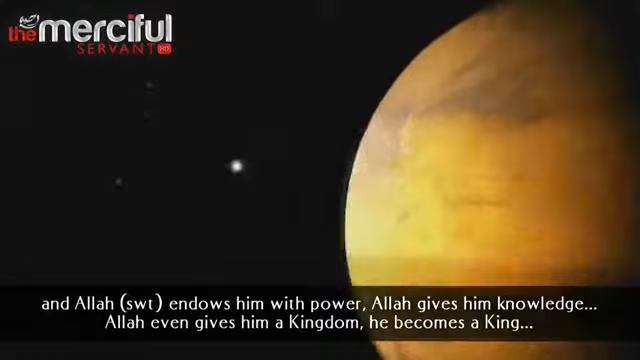 the merciful
SERVANT HD
and Allah (swt) endows him with power, Allah gives him knowledge...
Allah even gives him a Kingdom, he becomes a King...